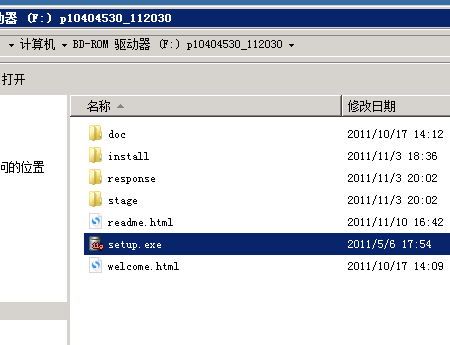 动器 (F:) p10404530_112030
计算机 BD-ROM 驱动器 (F:) p10404530_112030
打开
名称 修改日期
doc 2011/10/17 14:12
install 2011/11/3 18:36
问的位置
response 2011/11/3 20:02
stage 2011/11/3 20:02
readme.html 2011/11/10 16:42
setup.exe 2011/5/6 17:54
welcome.html 2011/10/17 14:09